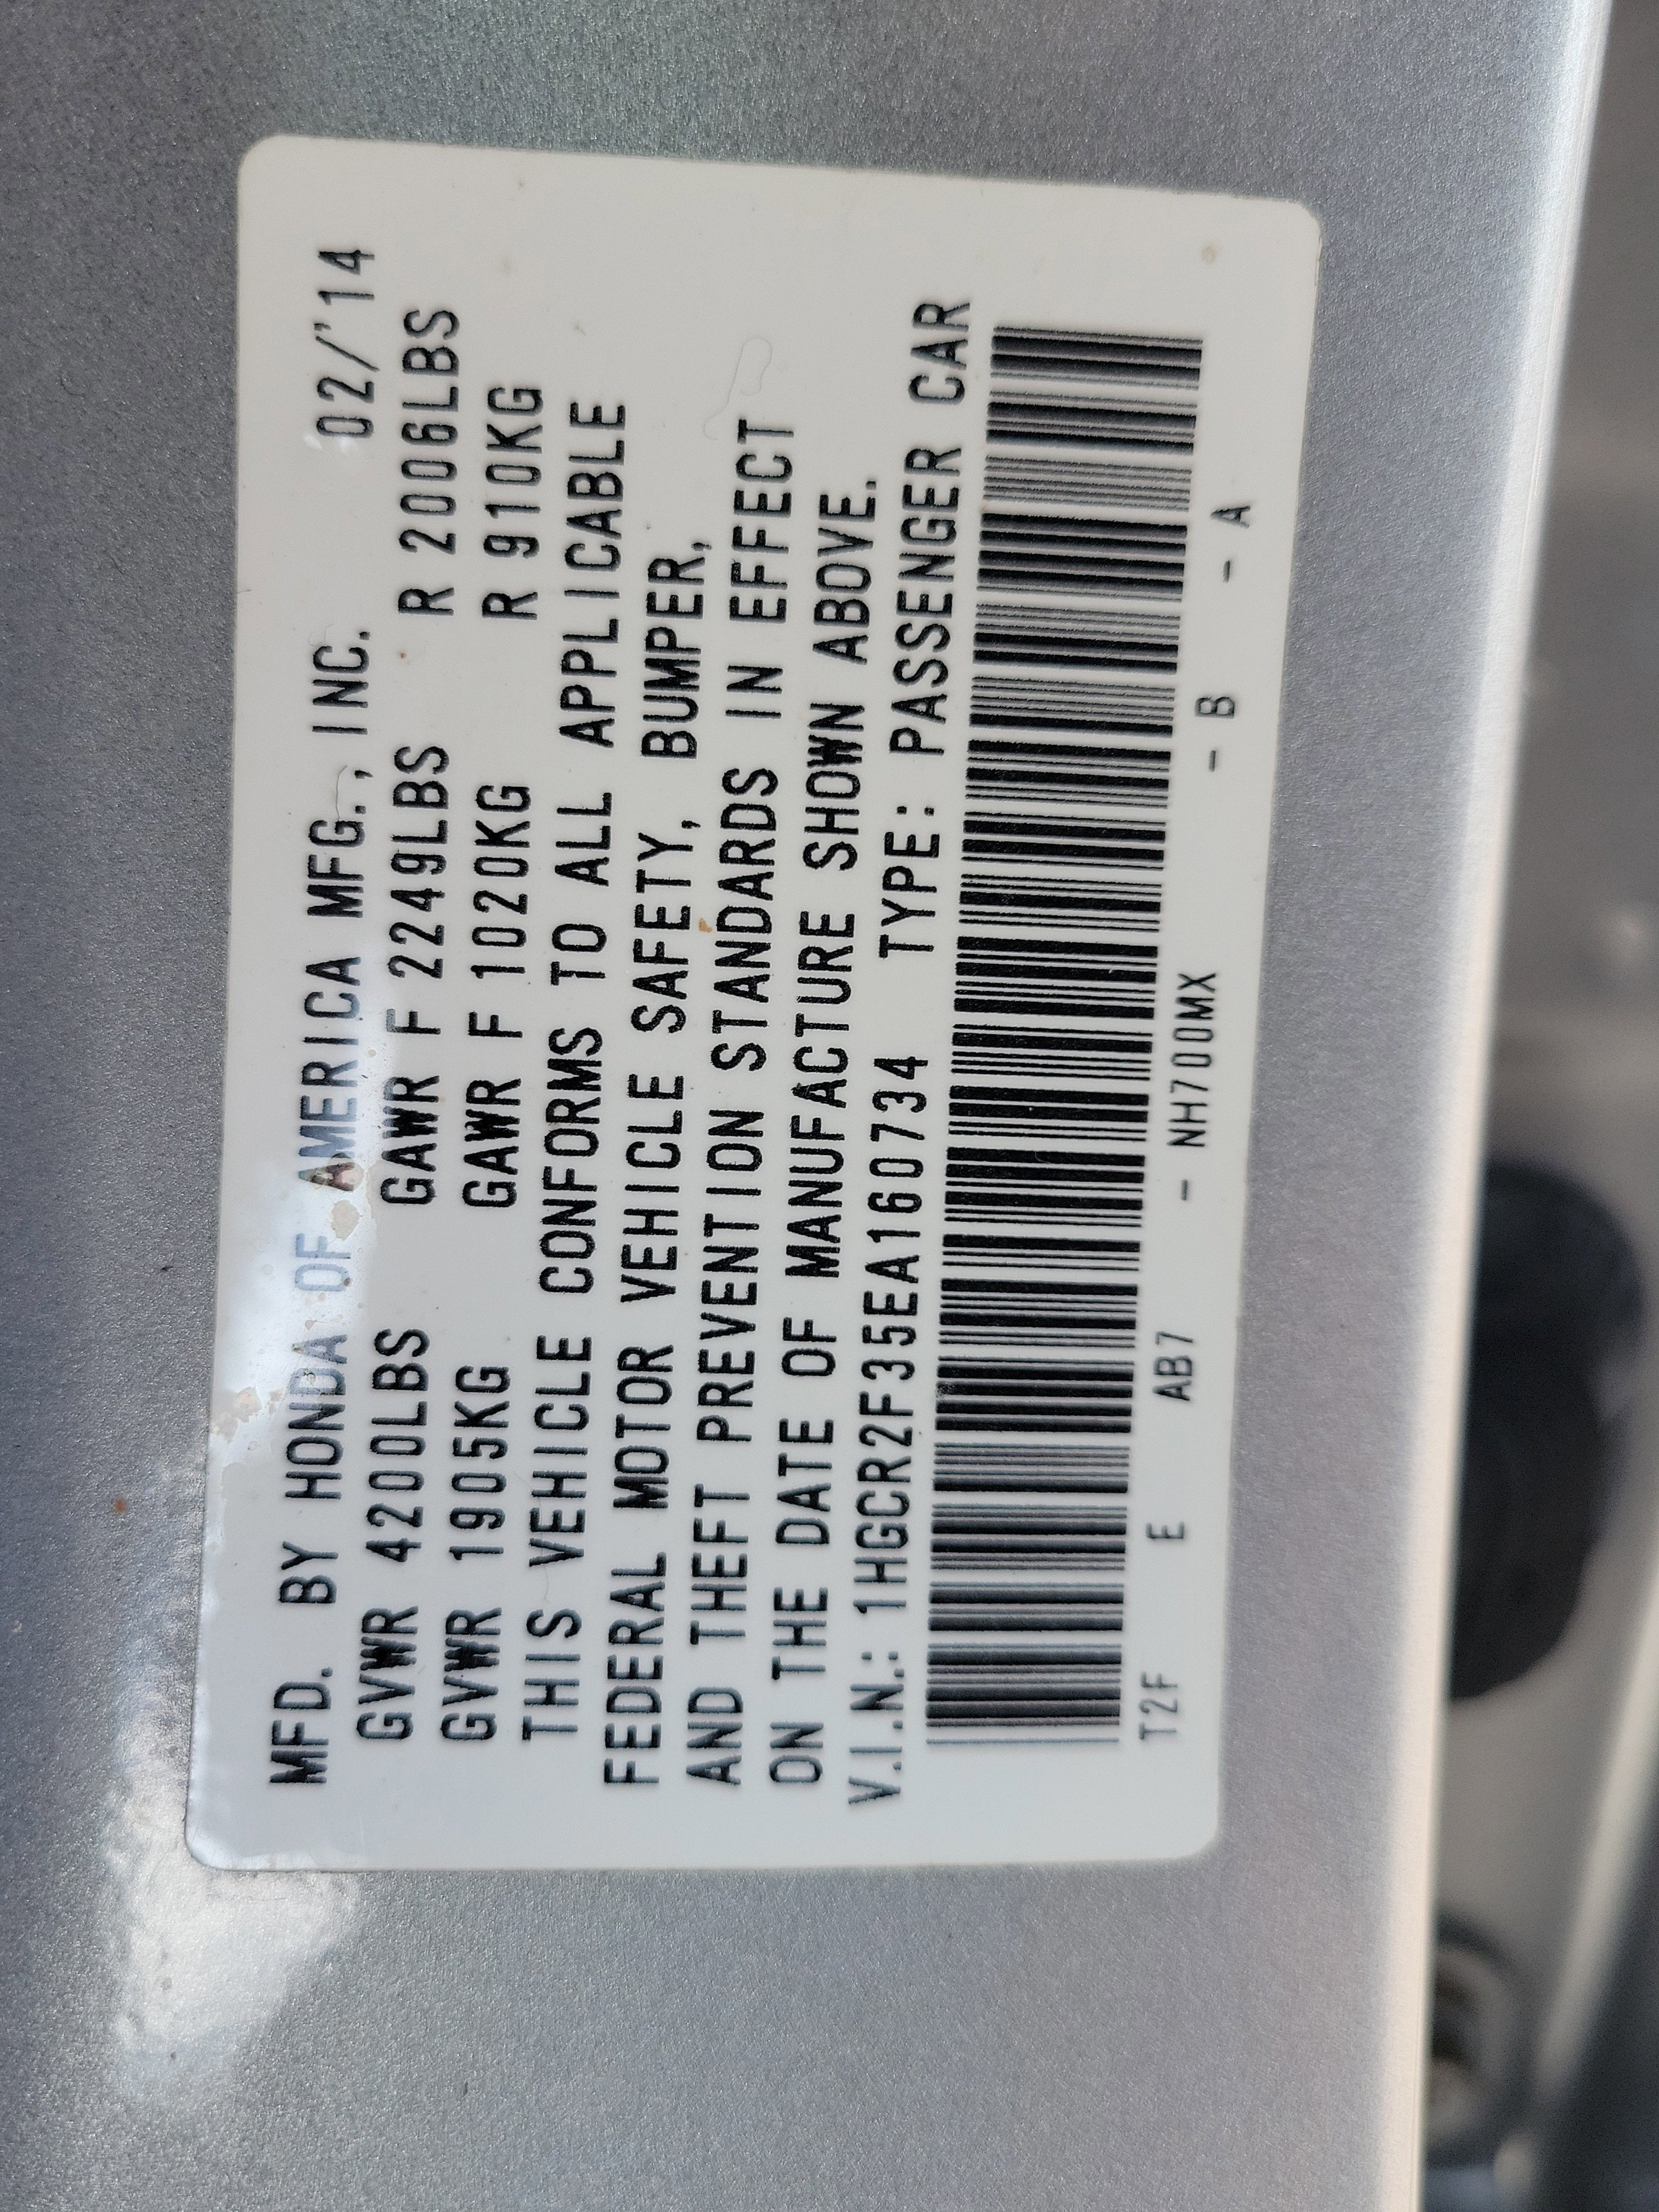 MFD. BY HONDA OF AMERICA MFG., INC. 02/'14
GVWR 4200LBS GAWR F 2249LBS R 2006LBS
GVWR 1905KG GAWR F 1020KG R 910KG
THIS VEHICLE CONFORMS TO ALL APPLICABLE
FEDERAL MOTOR VEHICLE SAFETY, BUMPER,
AND THEFT PREVENTION STANDARDS IN EFFECT
ON THE DATE OF MANUFACTURE SHOWN ABOVE.
V.I.N.: 1HGCR2F35EA160734 TYPE: PASSENGER CAR
T2F E AB7 - NH700MX - B - A